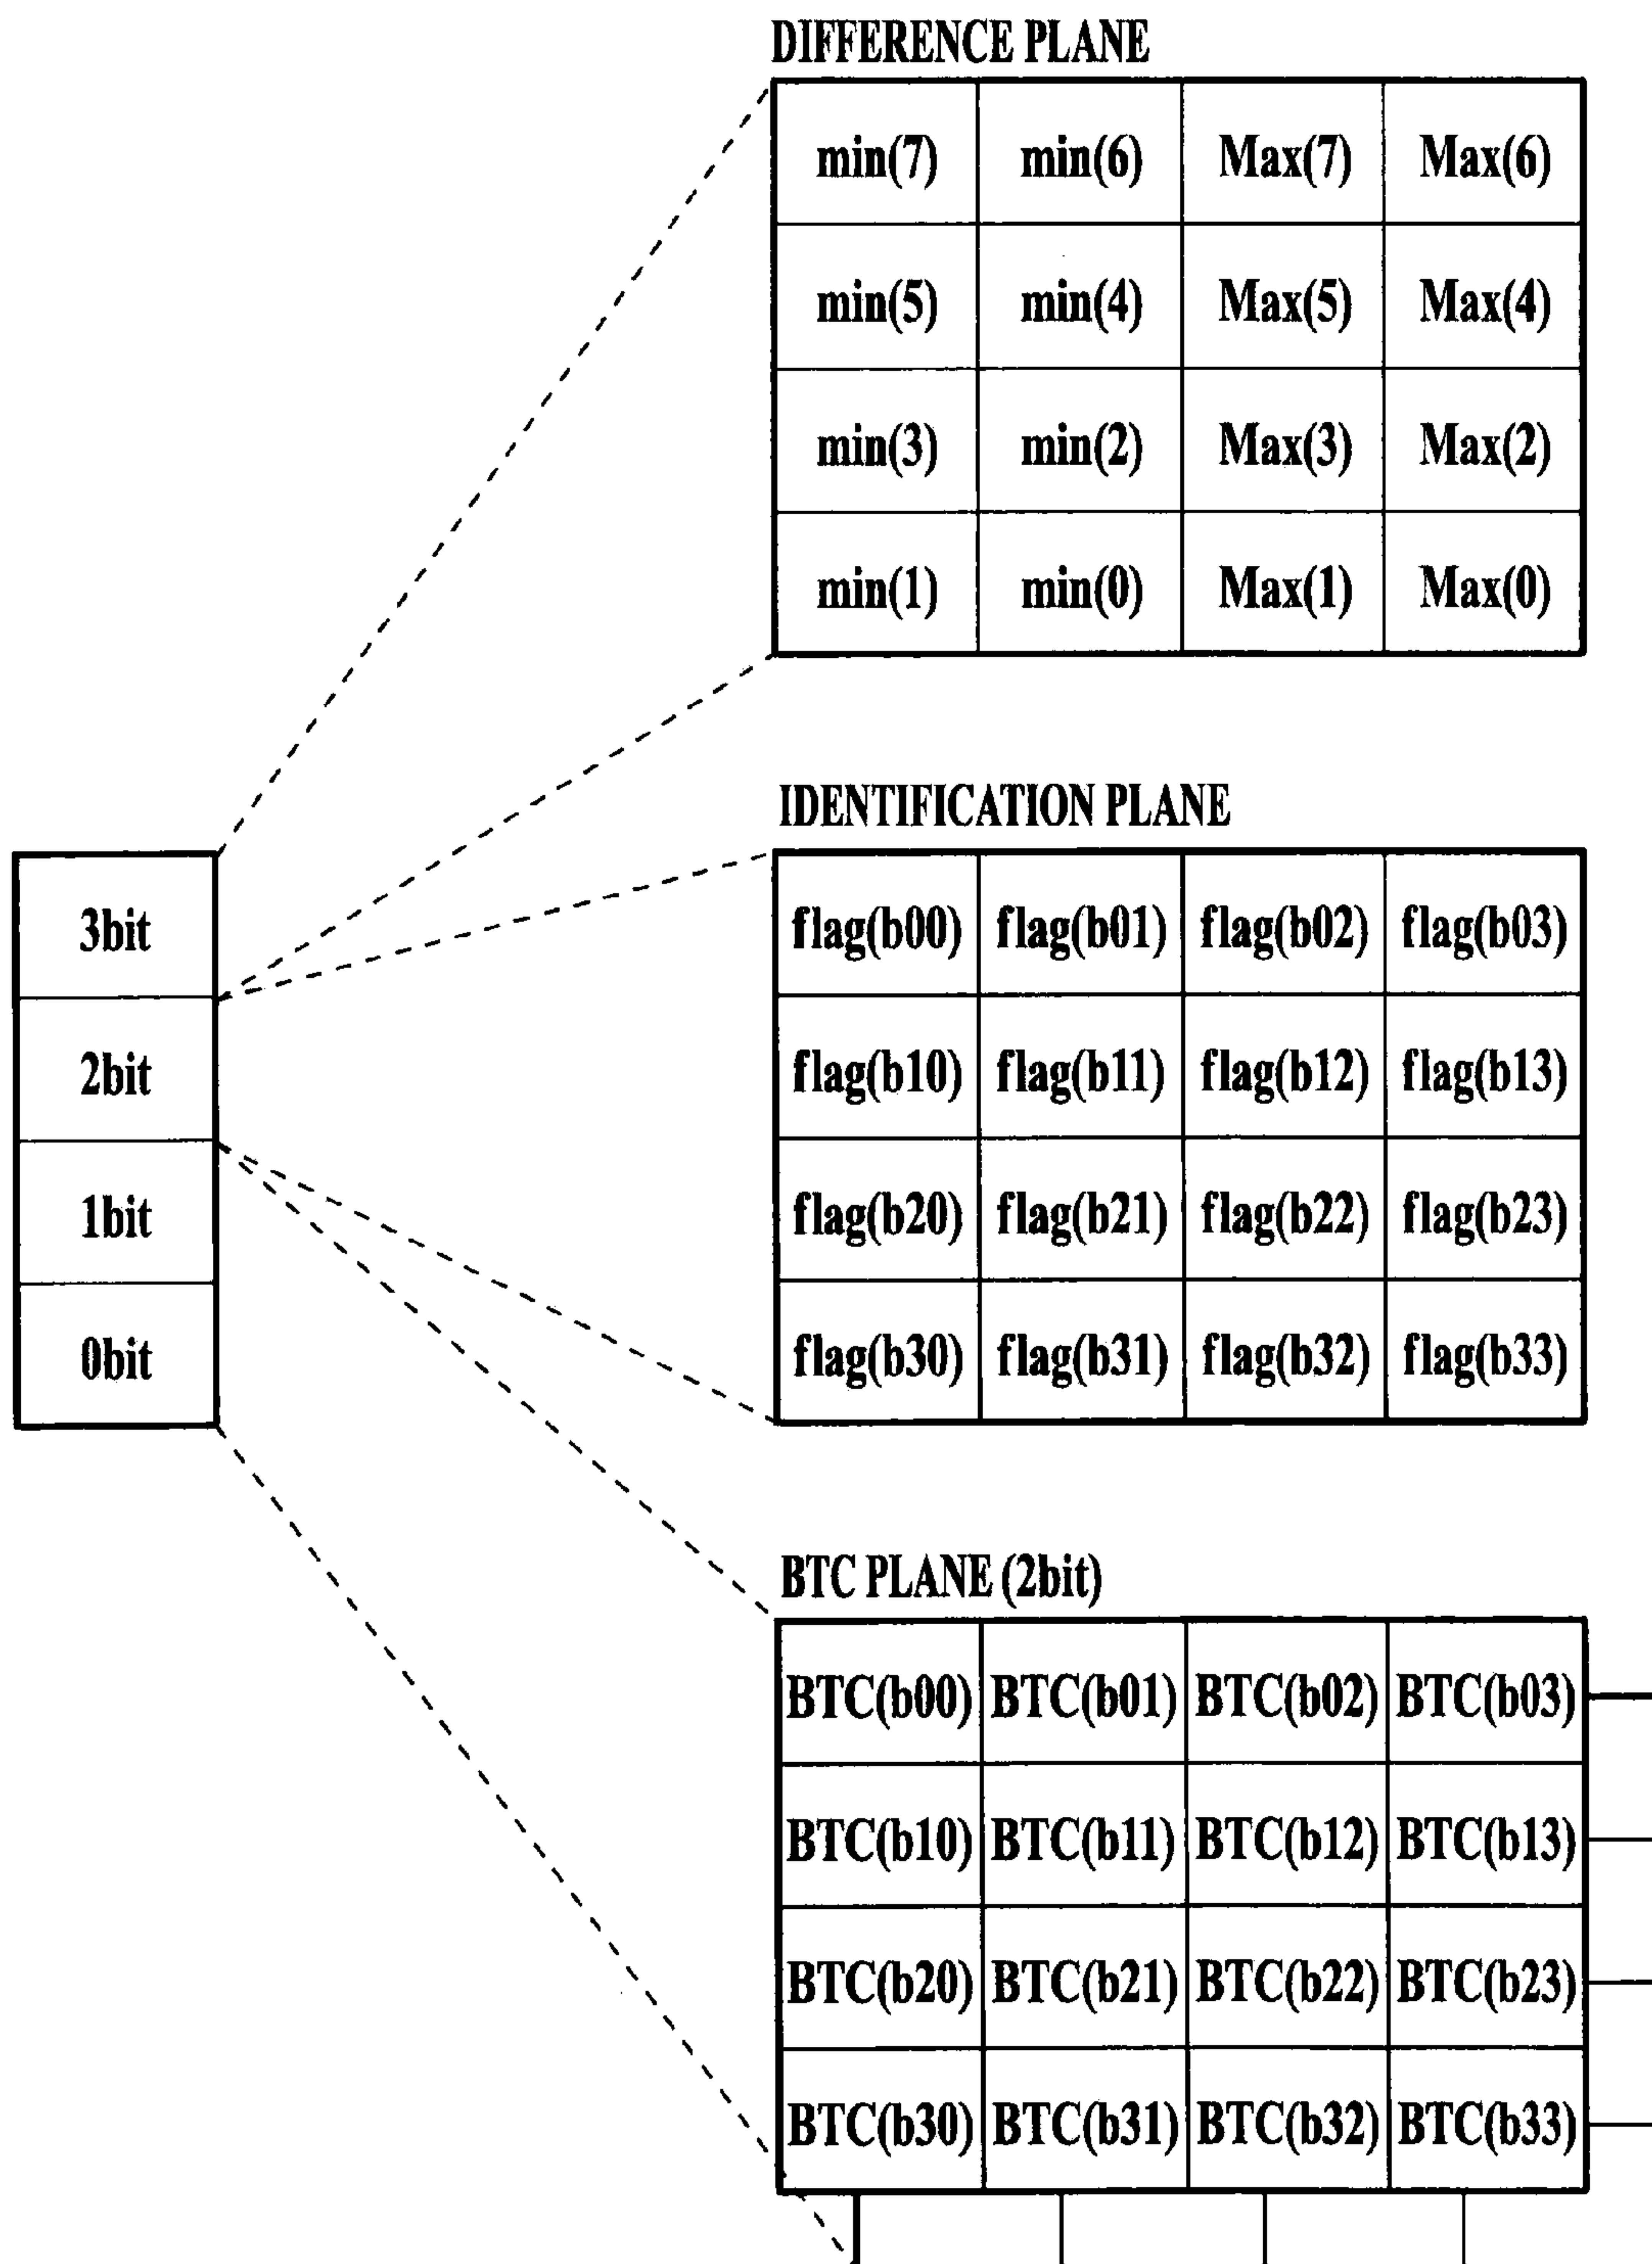 DIFFERENCE PLANE
min(7) min(6) Max(7) Max(6)
min(5) min(4) Max(5) Max(4)
min(3) min(2) Max(3) Max(2)
min(1) min(0) Max(1) Max(0)
3bit
2bit
1bit
0bit
IDENTIFICATION PLANE
flag(b00) flag(b01) flag(b02) flag(b03)
flag(b10) flag(b11) flag(b12) flag(b13)
flag(b20) flag(b21) flag(b22) flag(b23)
flag(b30) flag(b31) flag(b32) flag(b33)
BTC PLANE (2bit)
BTC(b00) BTC(b01) BTC(b02) BTC(b03)
BTC(b10) BTC(b11) BTC(b12) BTC(b13)
BTC(b20) BTC(b21) BTC(b22) BTC(b23)
BTC(b30) BTC(b31) BTC(b32) BTC(b33)